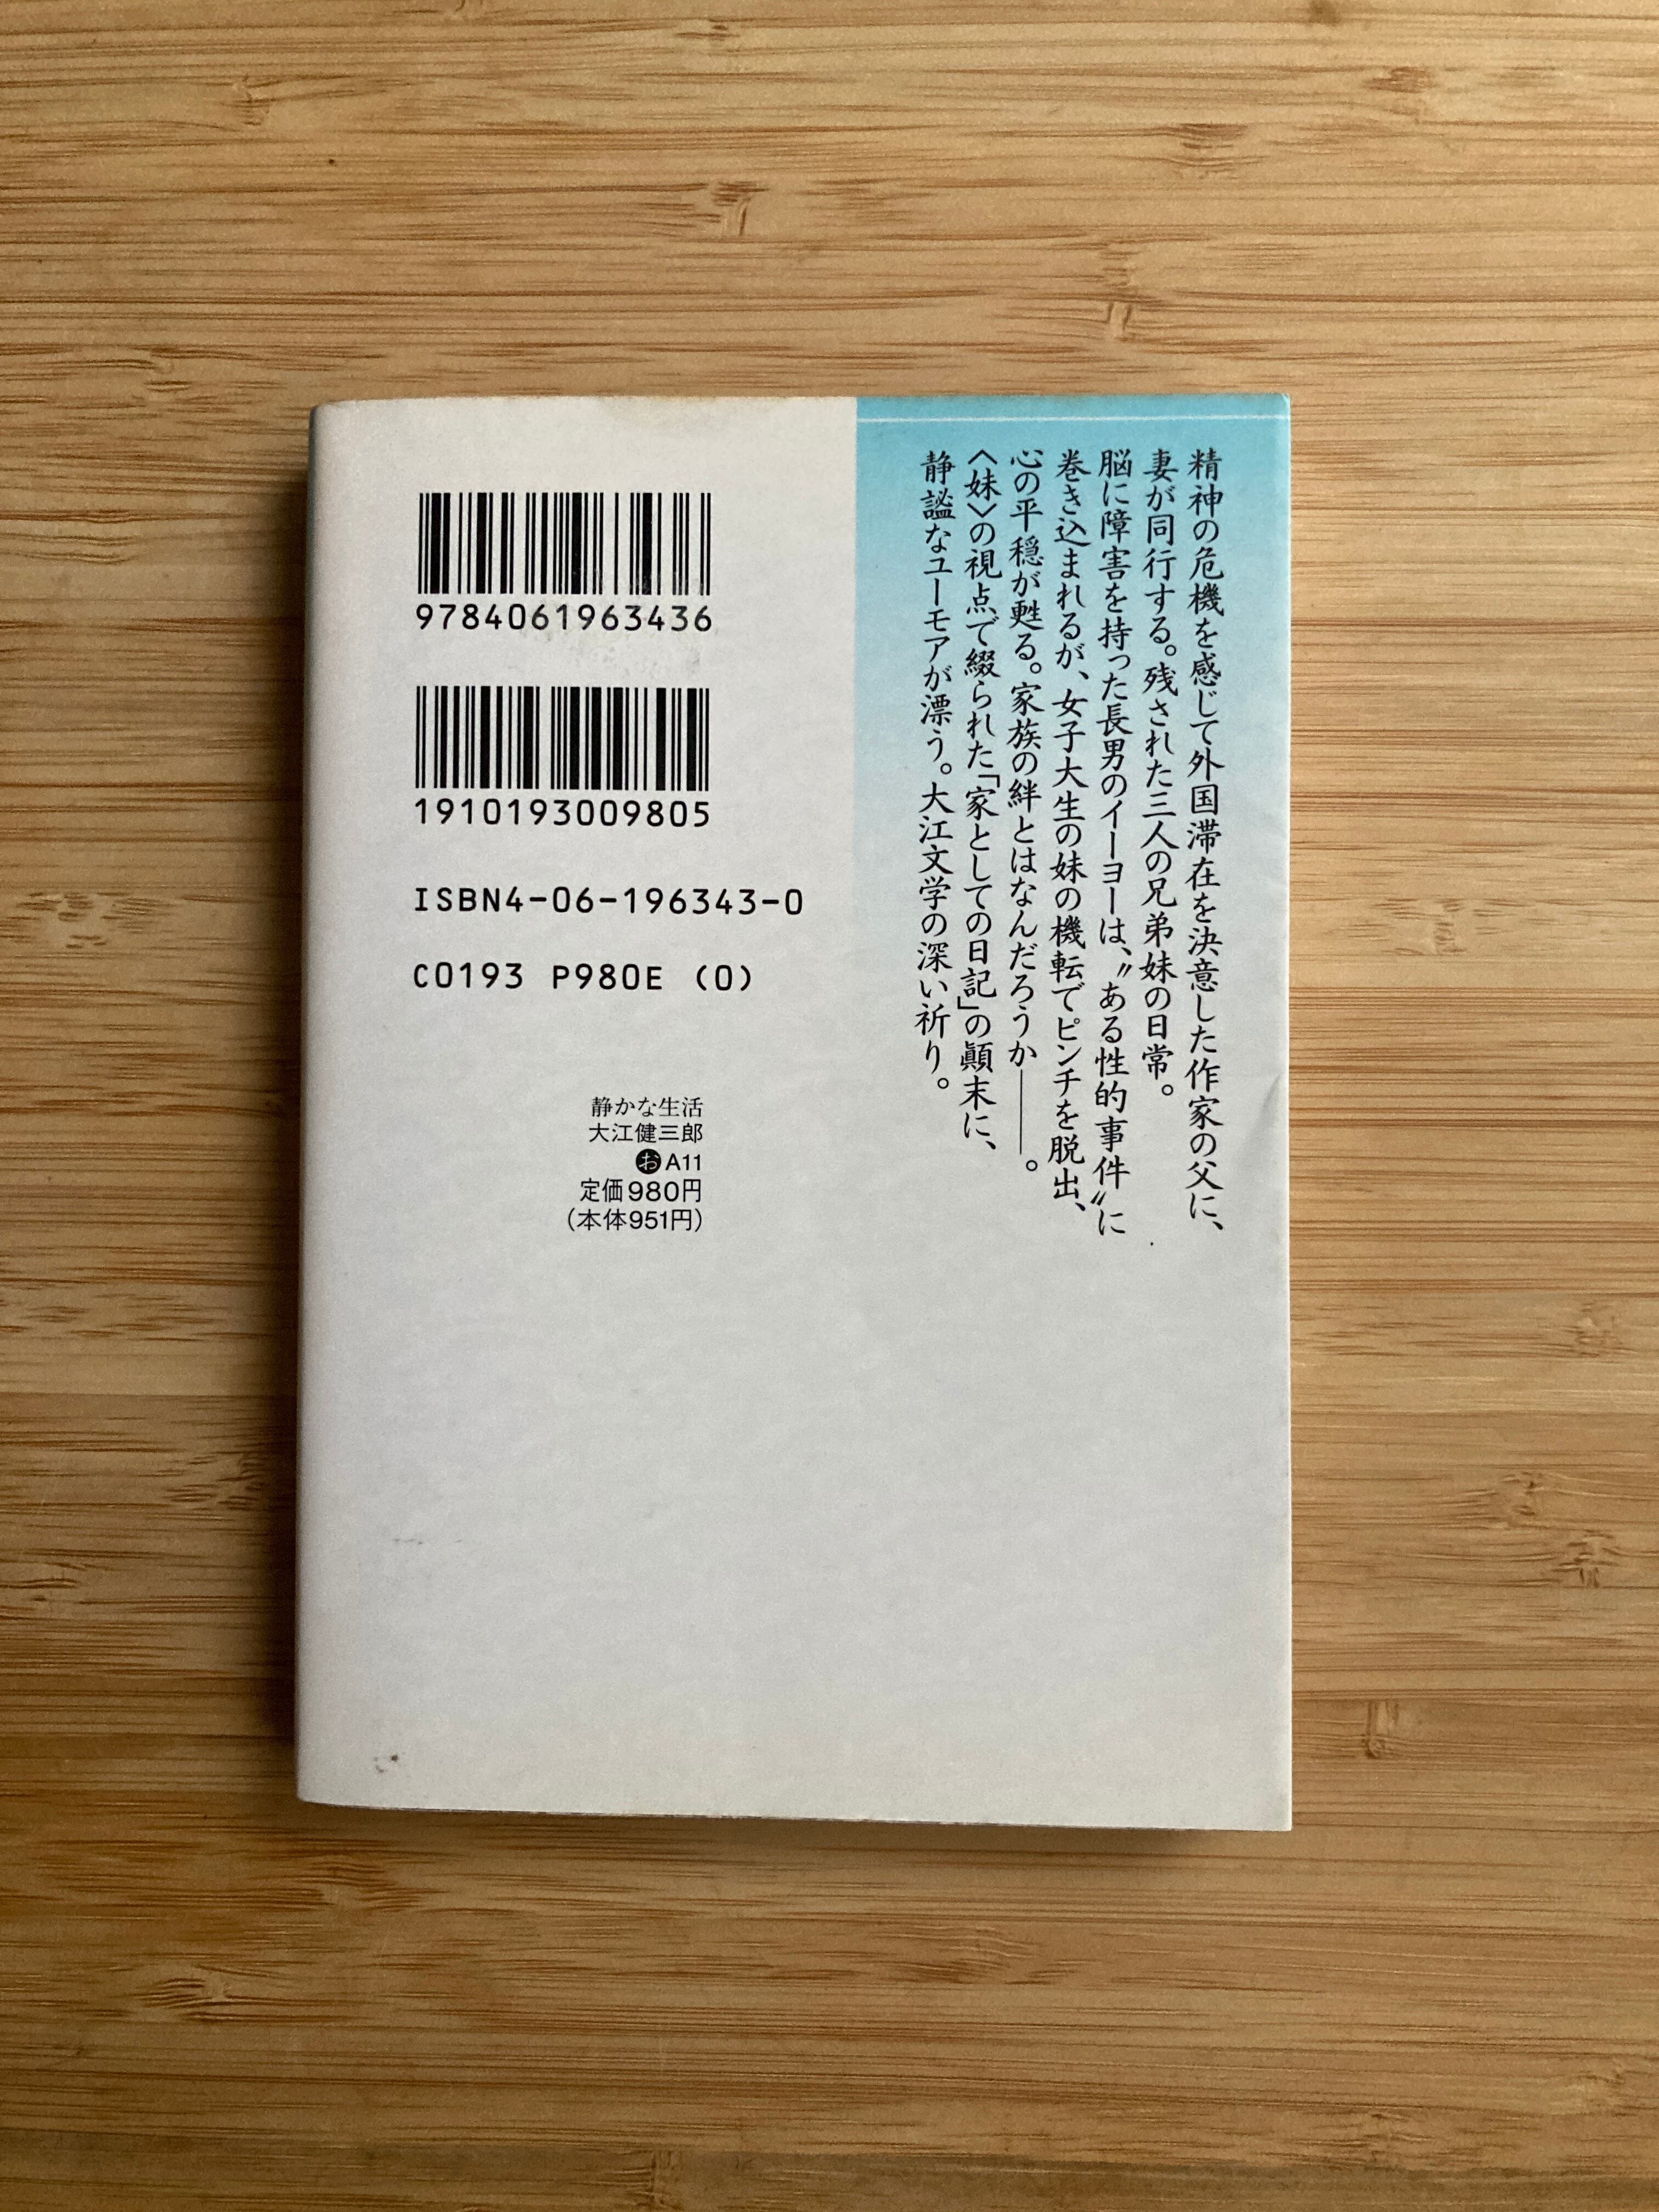 精神の危機を感じて外国滞在を決意した作家の父に、
妻が同行する。残された三人の兄弟妹の日常。
脳に障害を持った長男のイーヨーは、〝ある性的事件〟に
巻き込まれるが、女子大生の妹の機転でピンチを脱出、
心の平穏が甦る。家族の絆とはなんだろうか――。
〈妹〉の視点で綴られた「家としての日記」の顚末に、
静謐なユーモアが漂う。大江文学の深い祈り。
9784061963436
1910193009805
ISBN4-06-196343-0
C0193 P980E (0)
静かな生活
大江健三郎
おA11
定価980円
(本体951円)